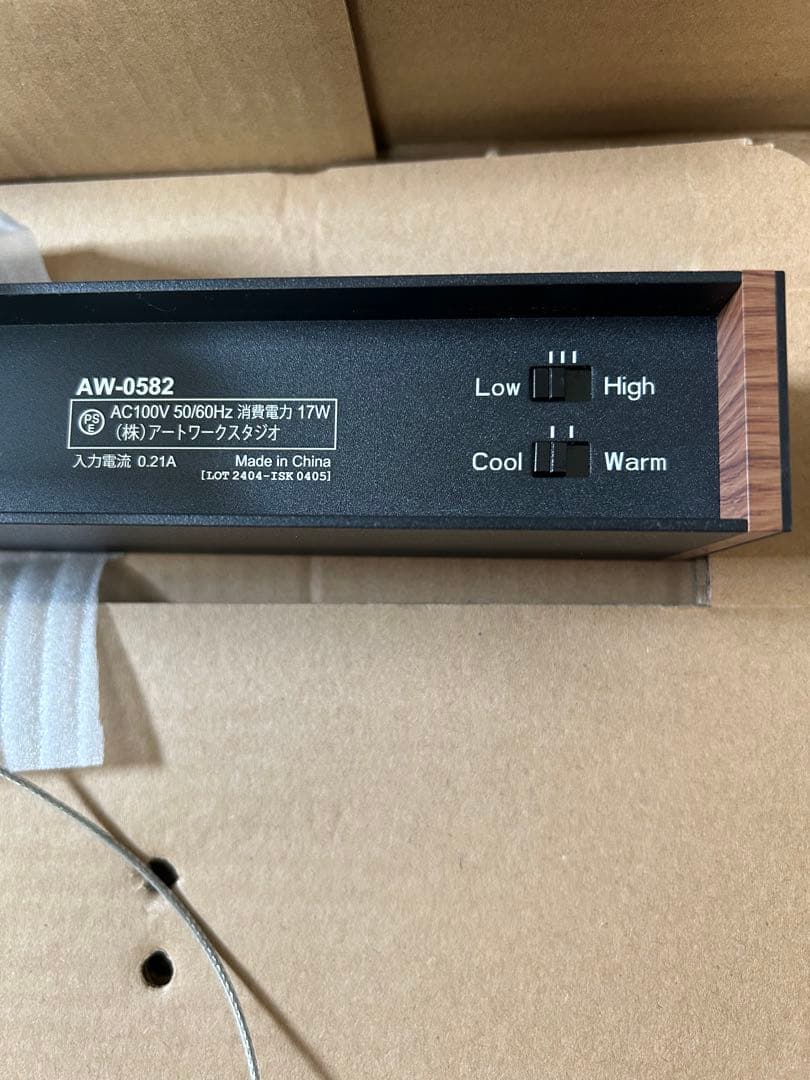 AW-0582
PSE AC100V 50/60Hz 消費電力 17W
（株）アートワークスタジオ
入力電流 0.21A Made in China
[LOT 2404-ISK 0405]
Low High
Cool Warm